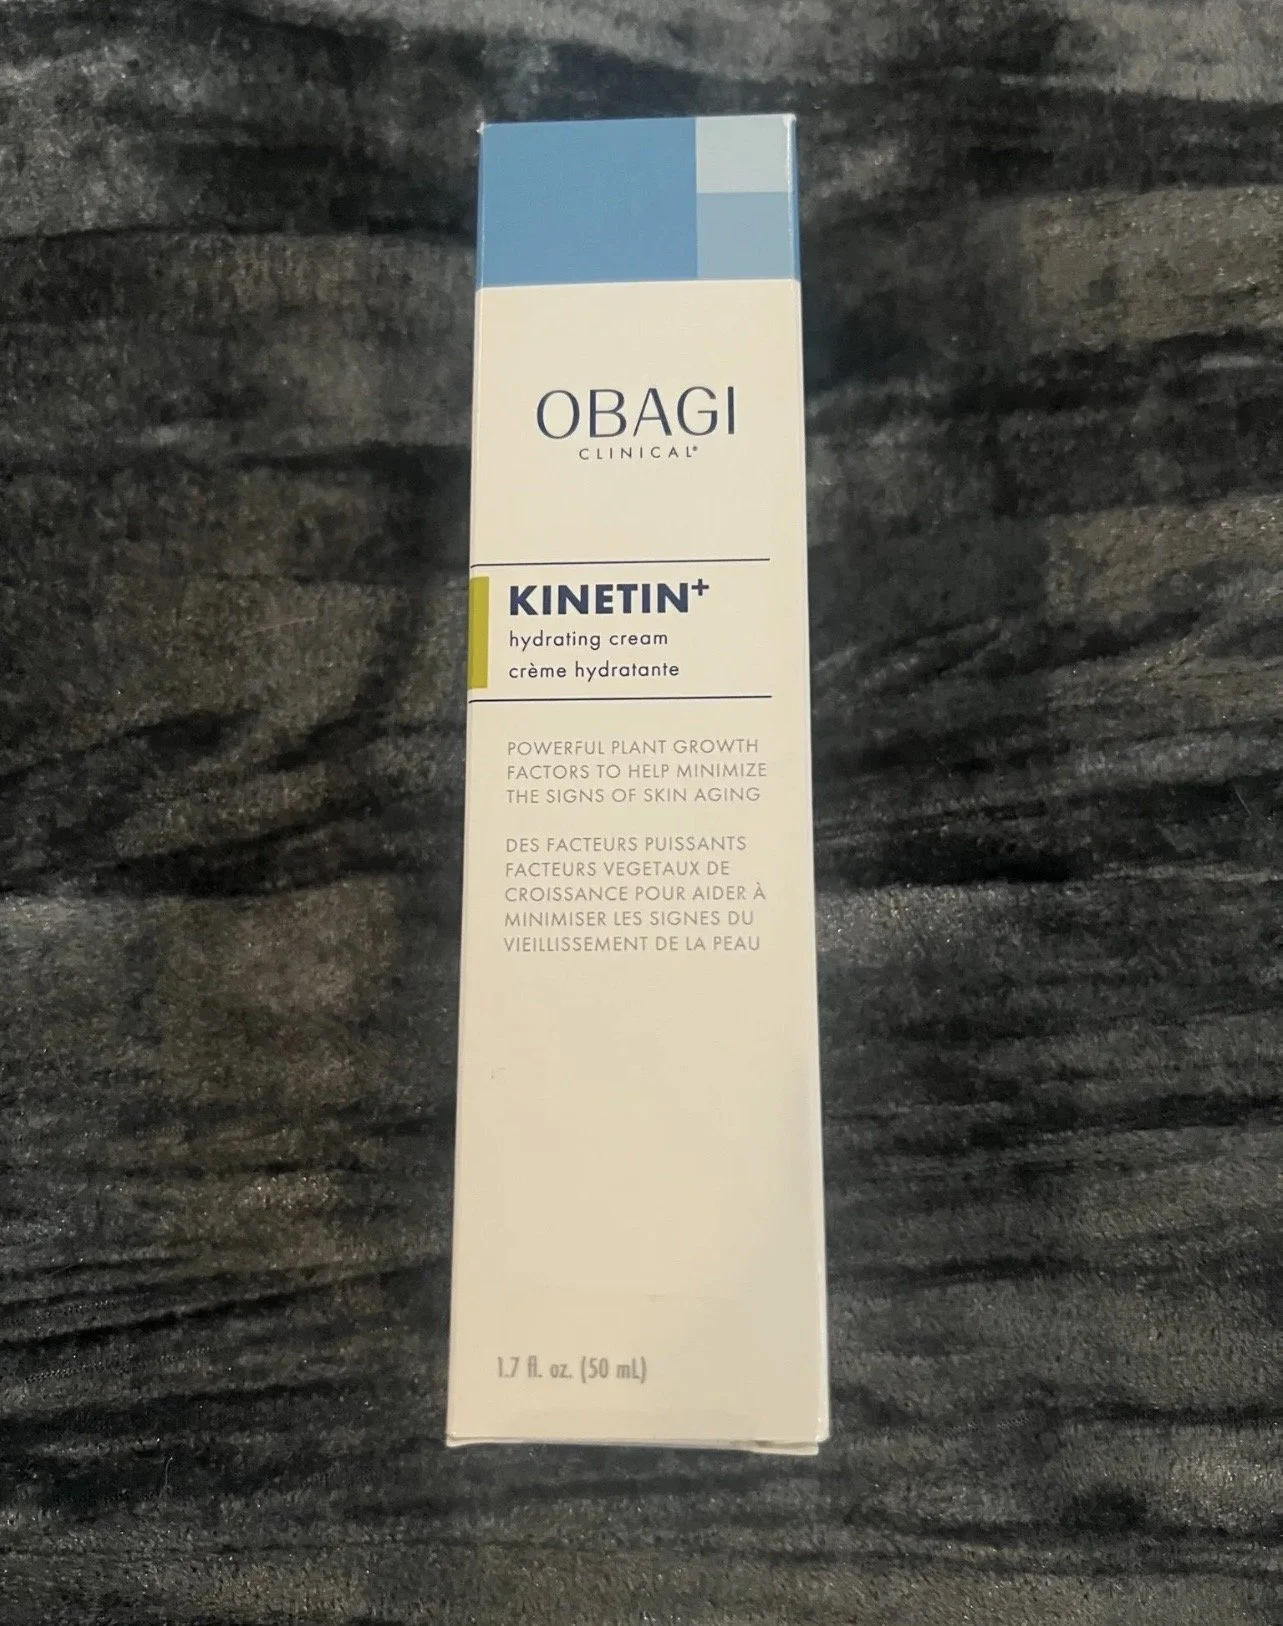 OBAGI
CLINICAL®
KINETIN+
hydrating cream
crème hydratante
POWERFUL PLANT GROWTH
FACTORS TO HELP MINIMIZE
THE SIGNS OF SKIN AGING
DES FACTEURS PUISSANTS
FACTEURS VEGETAUX DE
CROISSANCE POUR AIDER À
MINIMISER LES SIGNES DU
VIEILLISSEMENT DE LA PEAU
1.7 fl. oz. (50 mL)